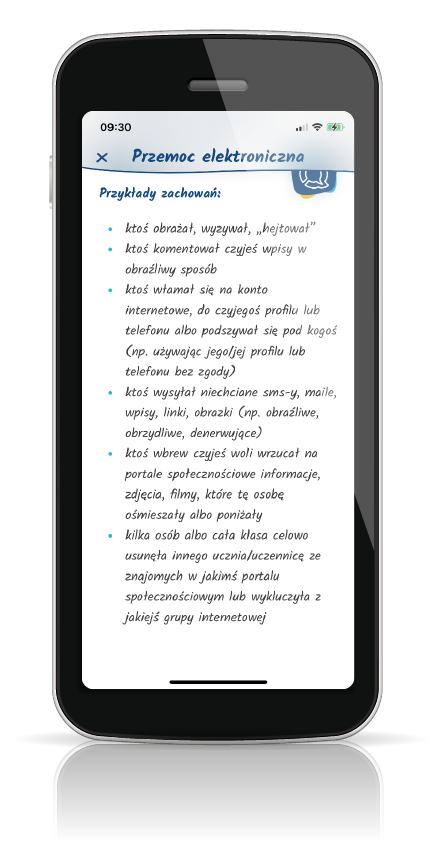 09:30
Przemoc elektroniczna
Przykłady zachowań:
• ktoś obrażał, wyzywał, „hejtował”
• ktoś komentował czyjeś wpisy w
obraźliwy sposób
• ktoś włamał się na konto
internetowe, do czyjegoś profilu lub
telefonu albo podszywał się pod kogoś
(np. używając jego/jej profilu lub
telefonu bez zgody)
• ktoś wysyłał niechciane sms-y, maile,
wpisy, linki, obrazki (np. obraźliwe,
obrzydliwe, denerwujące)
• ktoś wbrew czyjeś woli wrzucał na
portale społecznościowe informacje,
zdjęcia, filmy, które tę osobę
ośmieszały albo poniżały
• kilka osób albo cała klasa celowo
usunęła innego ucznia/uczennicę ze
znajomych w jakimś portalu
społecznościowym lub wykluczyła z
jakiejś grupy internetowej